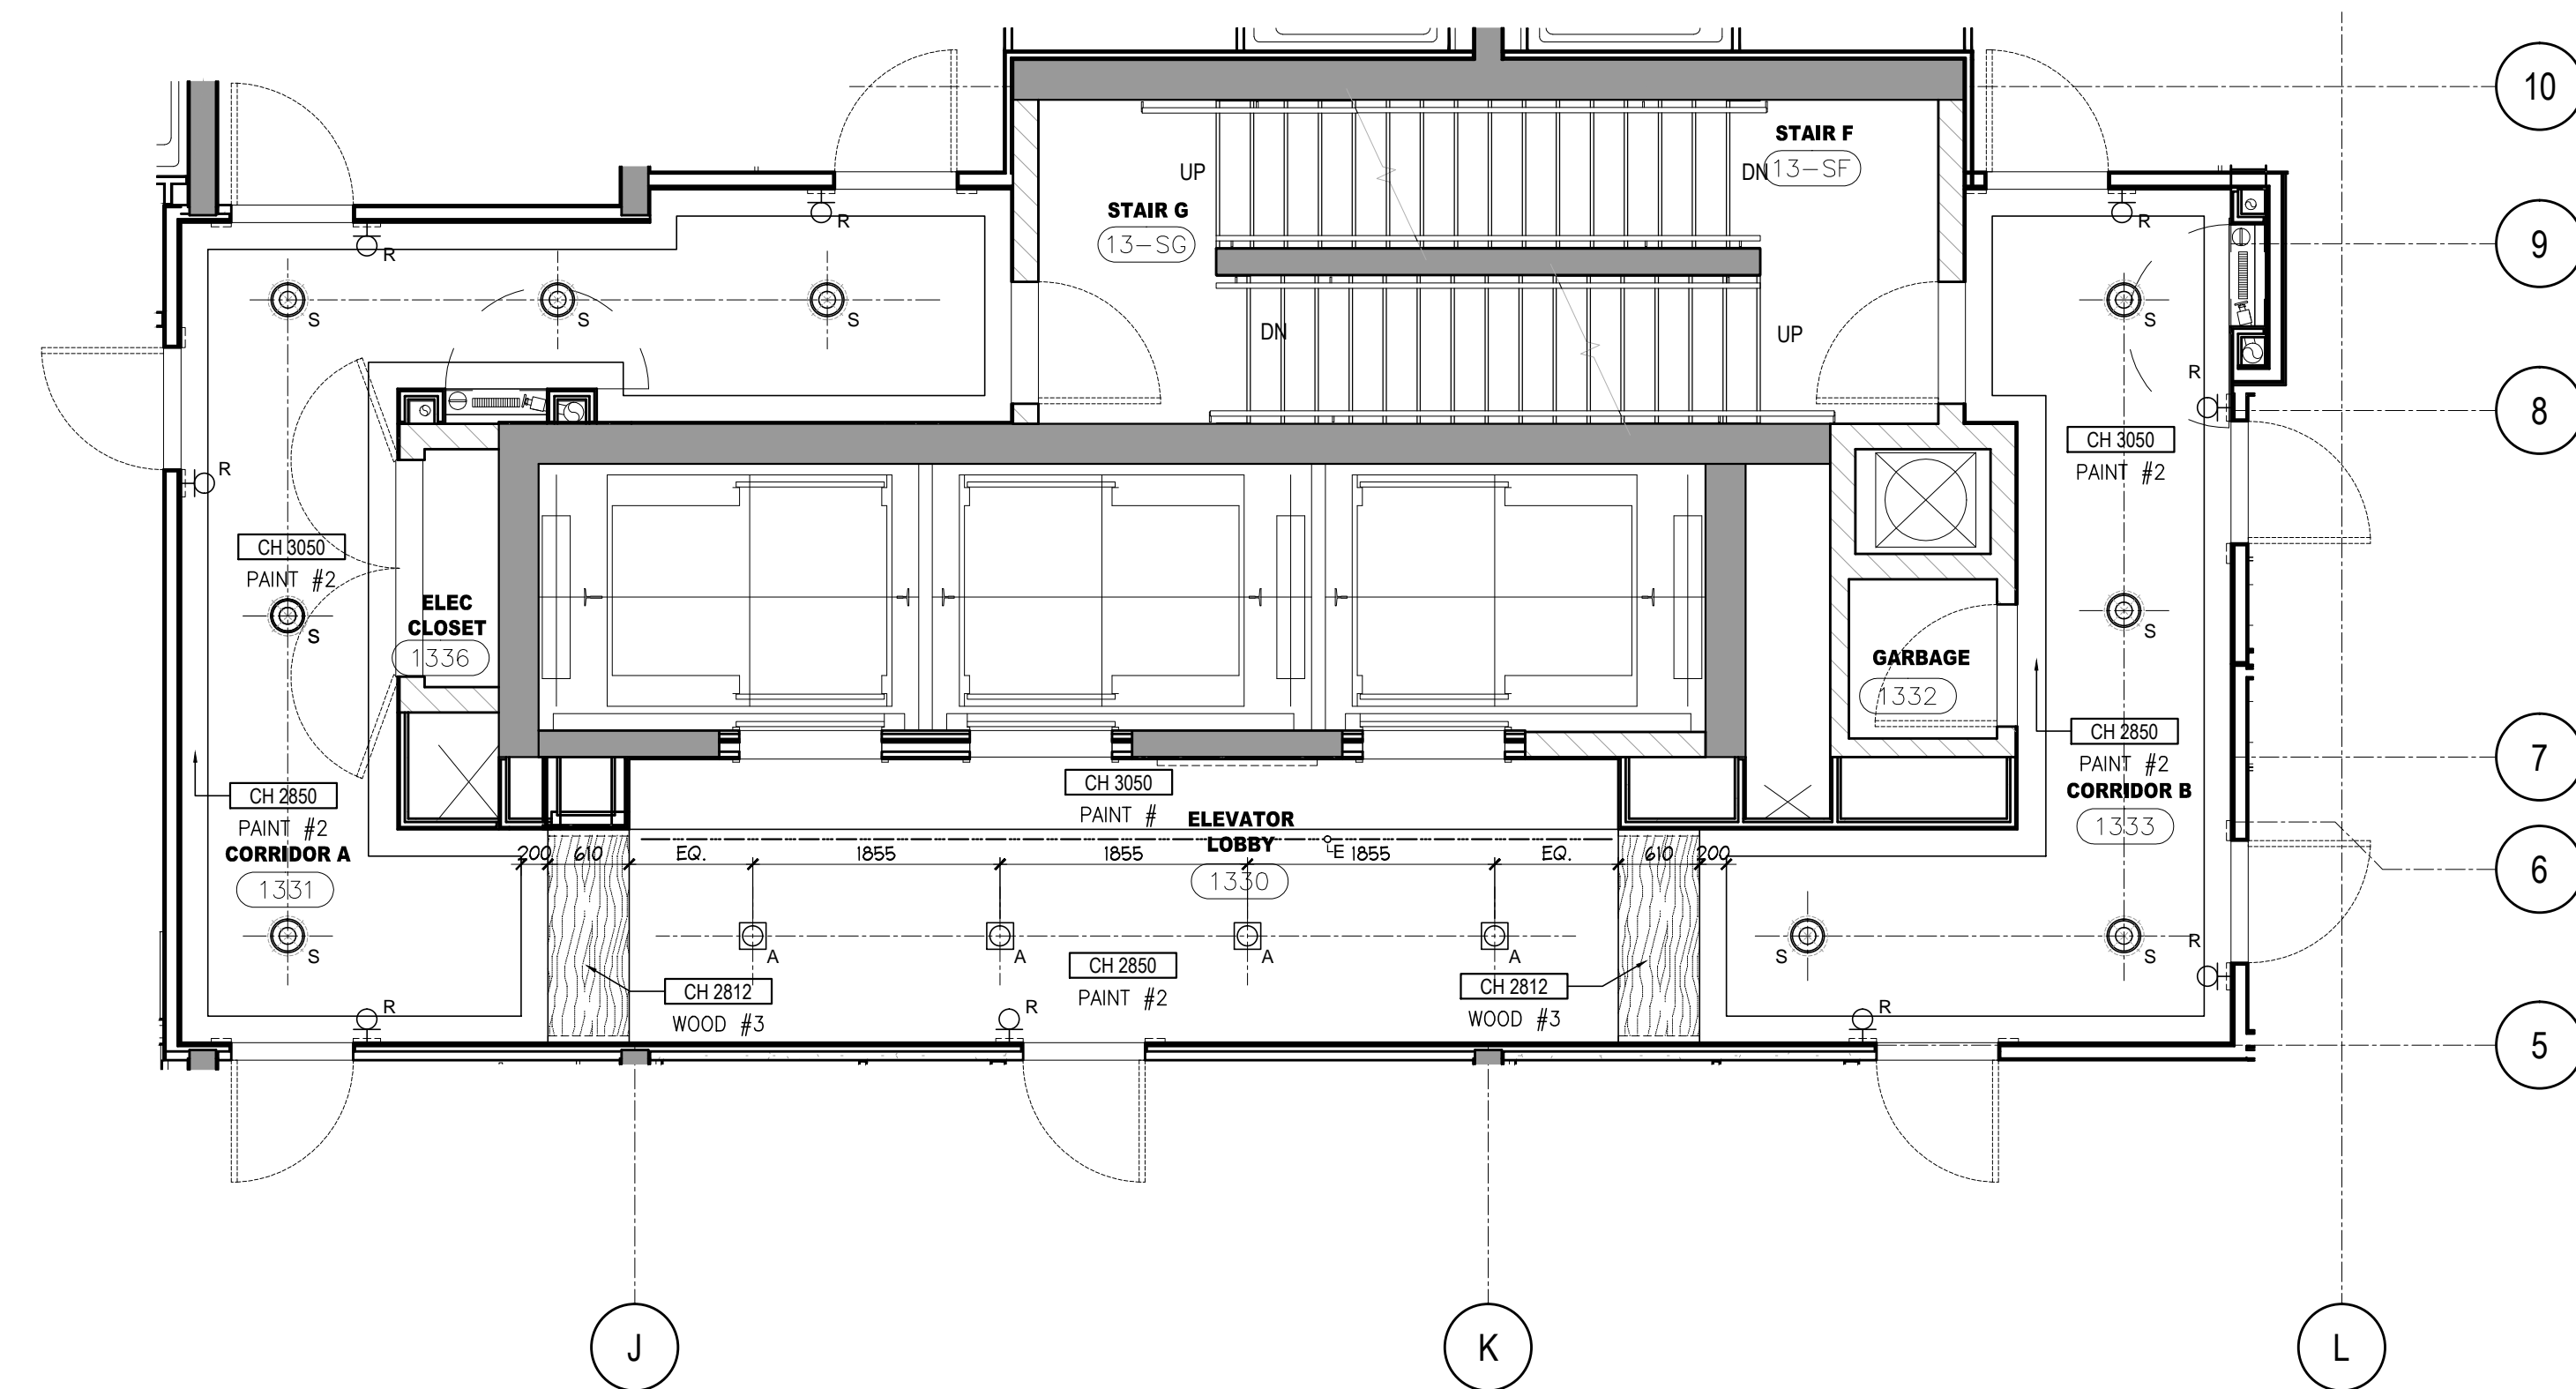 10
STAIR F
13-SF
UP
DN
STAIR G
13-SG
R
R
R
R
9
S
S
S
S
DN
UP
R
8
CH 3050
PAINT #2
R
CH 3050
PAINT #2
ELEC
CLOSET
1336
S
S
GARBAGE
1332
CH 2850
PAINT #2
CORRIDOR B
1333
7
CH 3050
PAINT #
CH 2850
PAINT #2
CORRIDOR A
1331
ELEVATOR
LOBBY
1330
E
200 610 EQ. 1855 1855 1855 EQ. 610 200
6
S
A
A
A
A
S
S
R
CH 2850
PAINT #2
CH 2812
WOOD #3
CH 2812
WOOD #3
R
R
R
5
J
K
L